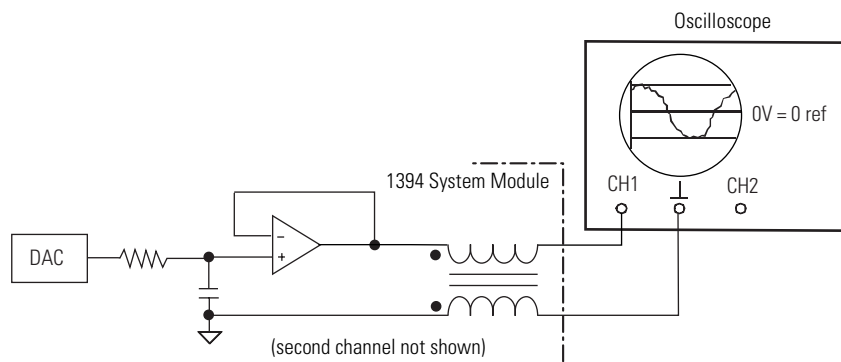 Oscilloscope
0V = 0 ref
1394 System Module
CH1
CH2
DAC
−
+
(second channel not shown)